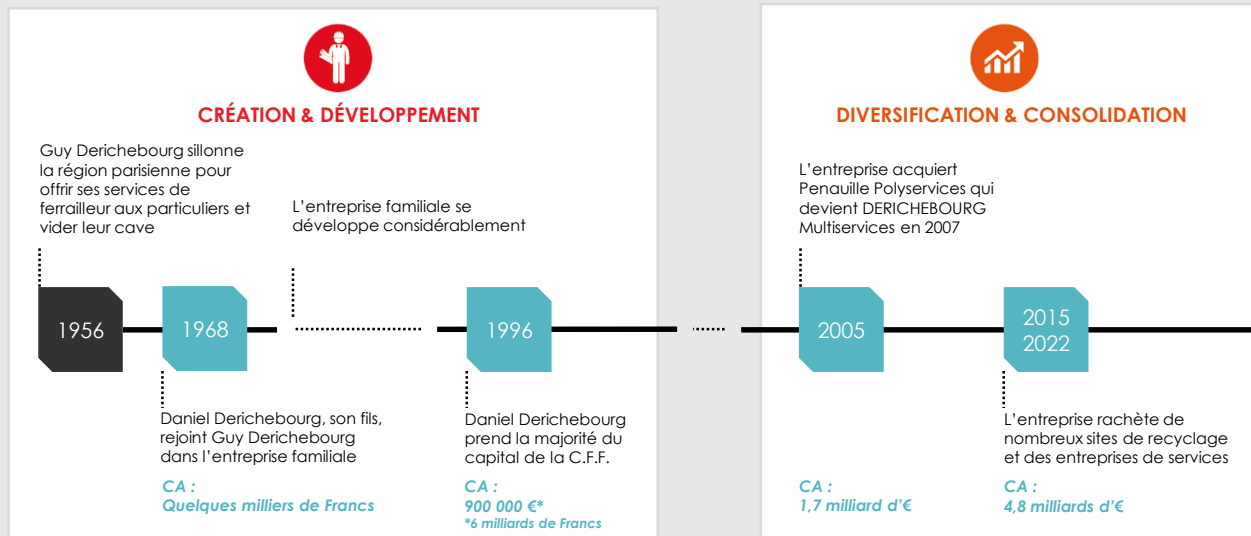 CRÉATION & DÉVELOPPEMENT
Guy Derichebourg sillonne
la région parisienne pour
offrir ses services de
ferrailleur aux particuliers et
vider leur cave
L’entreprise familiale se
développe considérablement
1956
1968
1996
Daniel Derichebourg, son fils,
rejoint Guy Derichebourg
dans l’entreprise familiale
CA :
Quelques milliers de Francs
Daniel Derichebourg
prend la majorité du
capital de la C.F.F.
CA :
900 000 €*
*6 milliards de Francs
DIVERSIFICATION & CONSOLIDATION
L’entreprise acquiert
Penauille Polyservices qui
devient DERICHEBOURG
Multiservices en 2007
2005
2015
2022
CA :
1,7 milliard d’€
L’entreprise rachète de
nombreux sites de recyclage
et des entreprises de services
CA :
4,8 milliards d’€